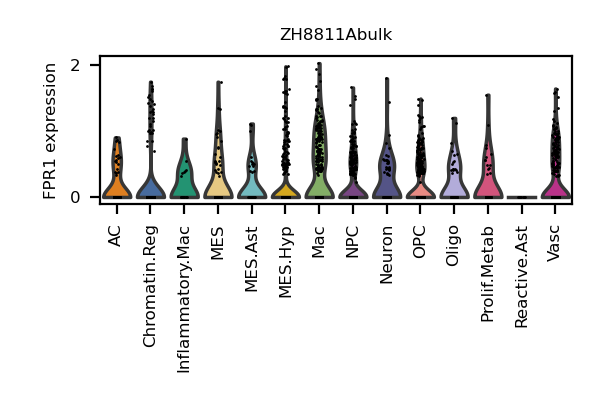 ZH8811Abulk
FPR1 expression
2
0
AC
Chromatin.Reg
Inflammatory.Mac
MES
MES.Ast
MES.Hyp
Mac
NPC
Neuron
OPC
Oligo
Prolif.Metab
Reactive.Ast
Vasc